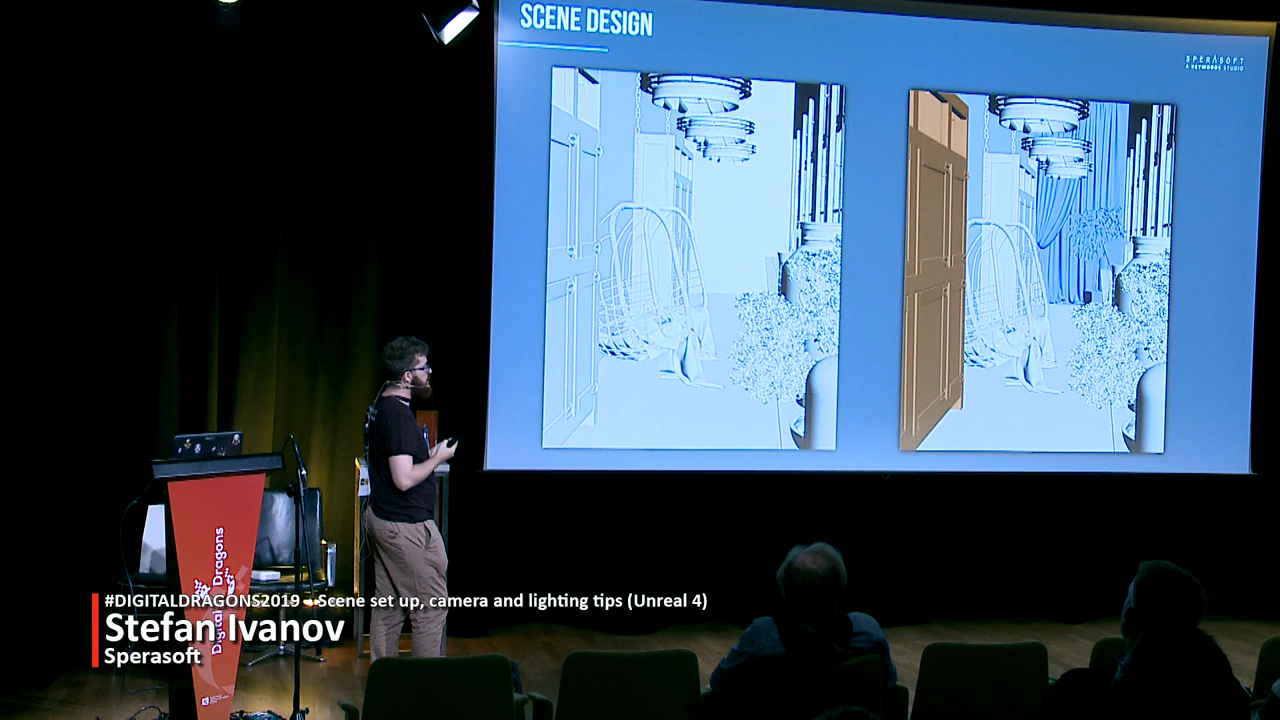 SCENE DESIGN
SPERASOFT
A KEYWORDS STUDIO
Digital Dragons
#DIGITALDRAGONS2019 - Scene set up, camera and lighting tips (Unreal 4)
Stefan Ivanov
Sperasoft